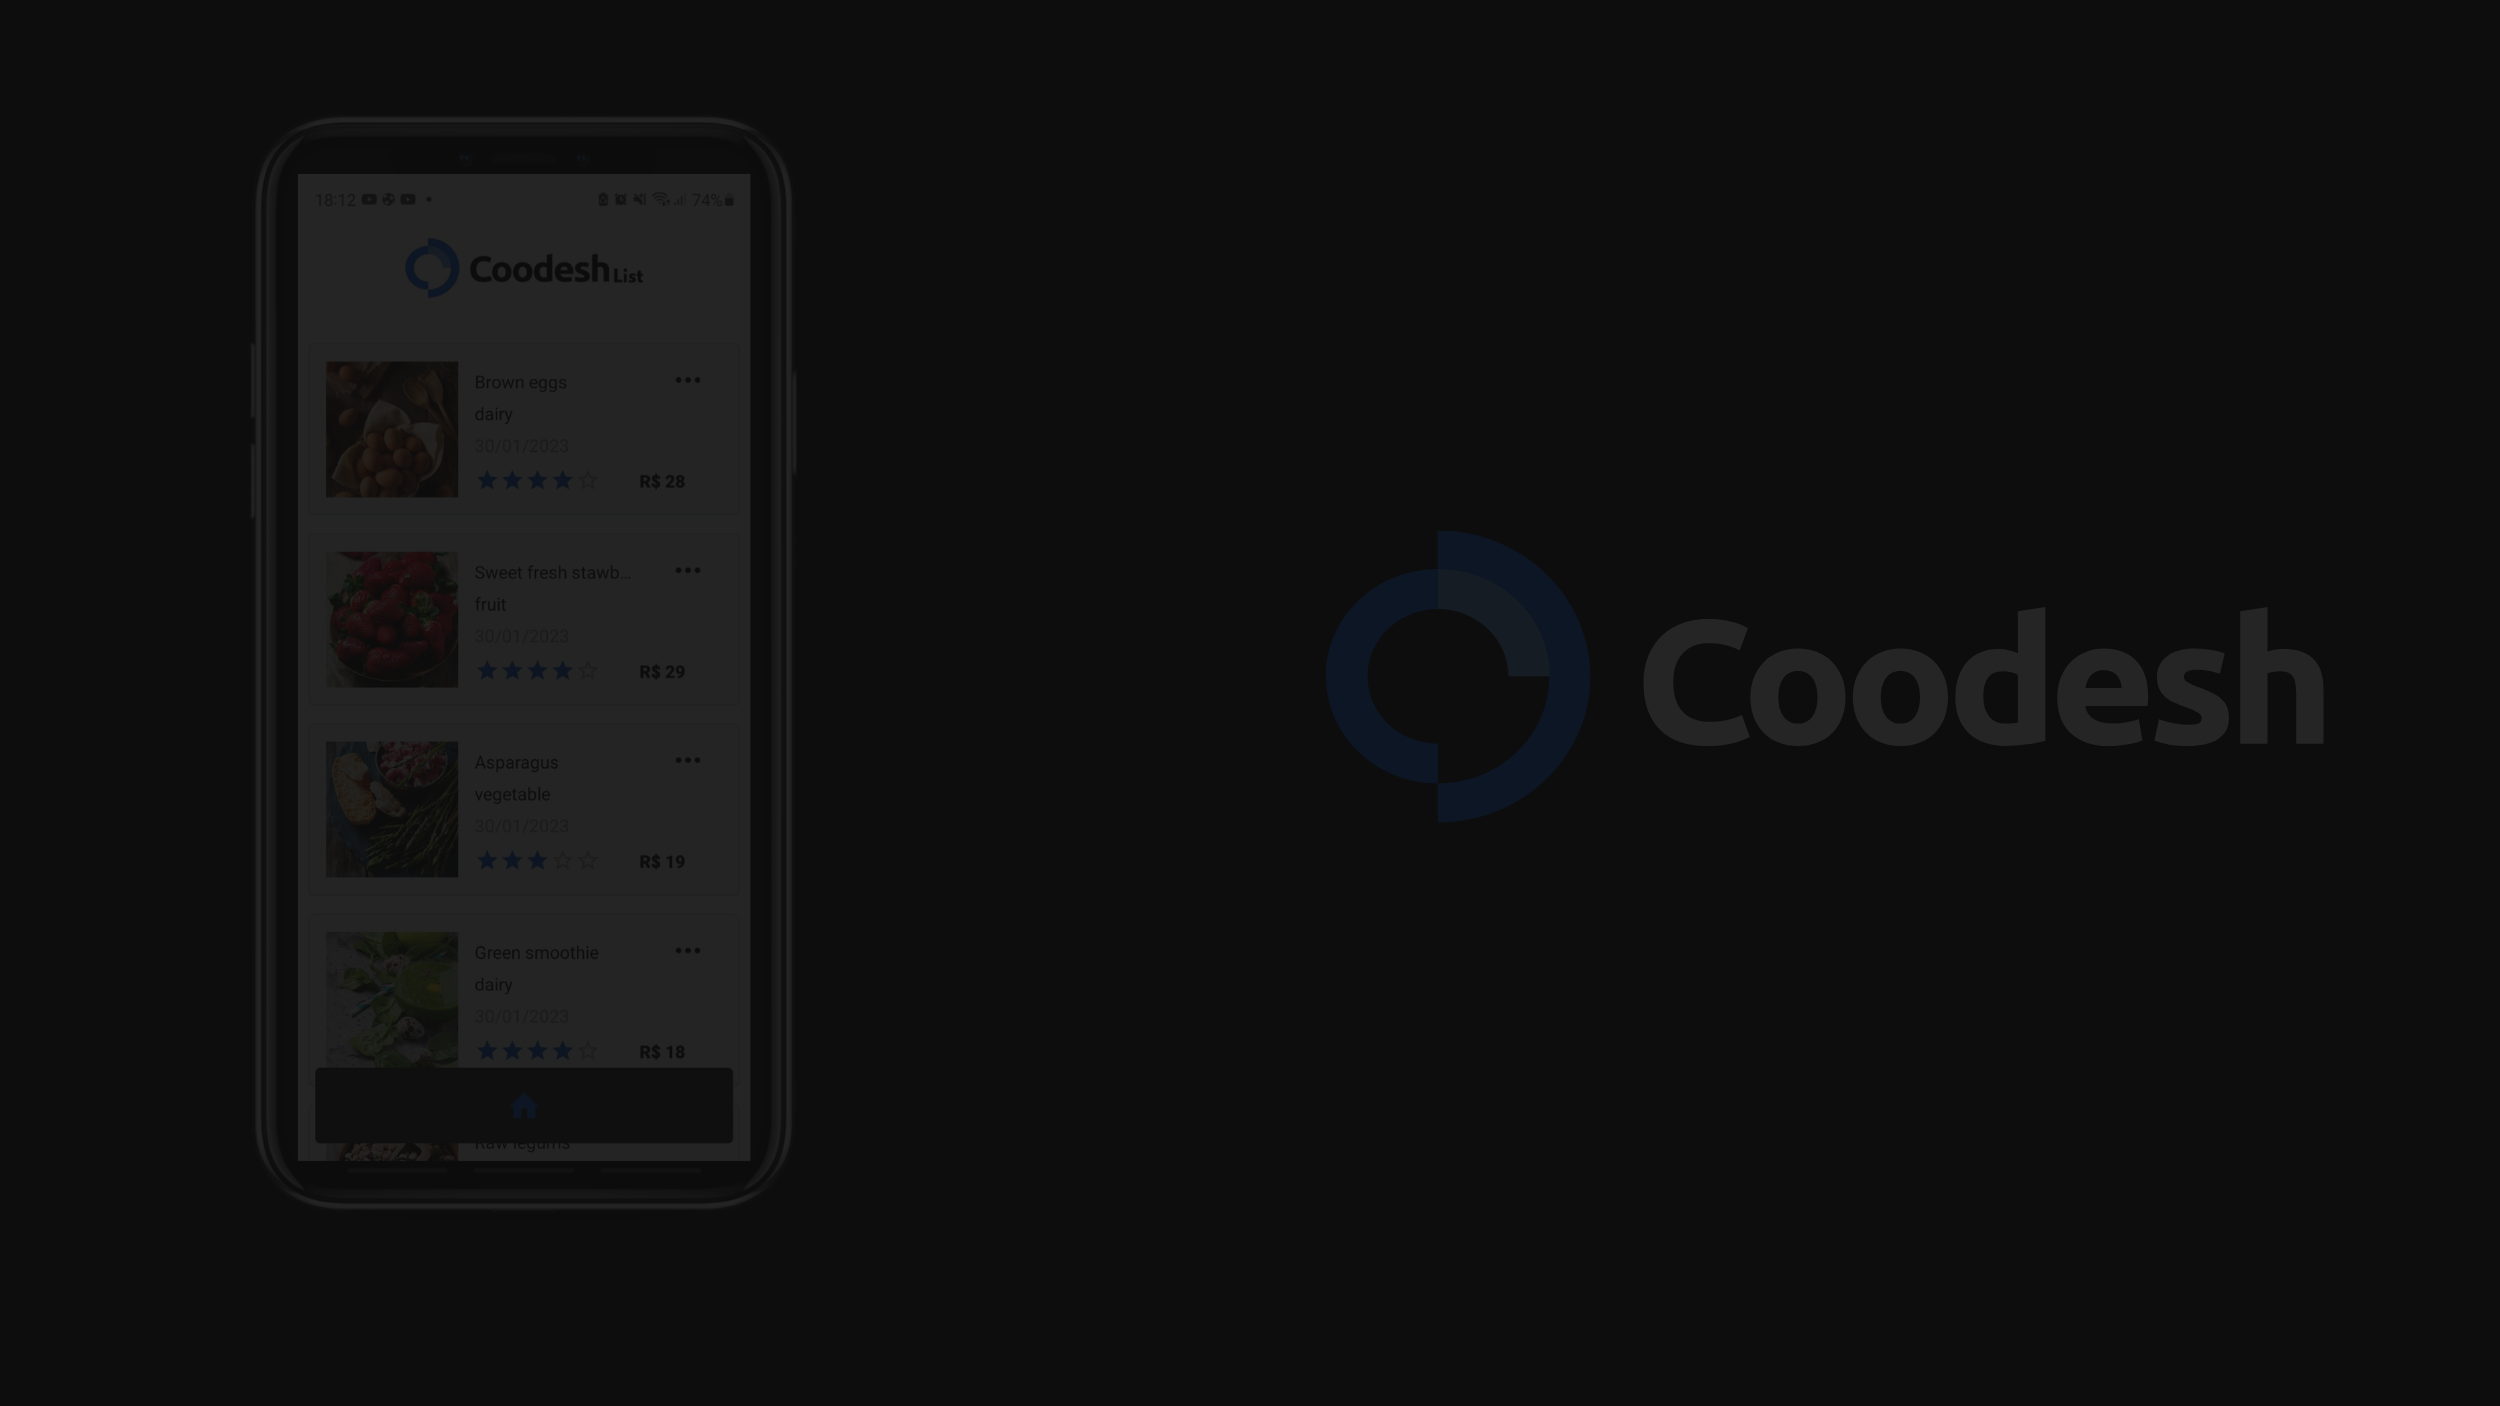 18:12
74%
Coodesh List
Brown eggs
dairy
30/01/2023
R$ 28
Sweet fresh stawb...
fruit
30/01/2023
R$ 29
Asparagus
vegetable
30/01/2023
R$ 19
Green smoothie
dairy
30/01/2023
R$ 18
Raw legums
Coodesh